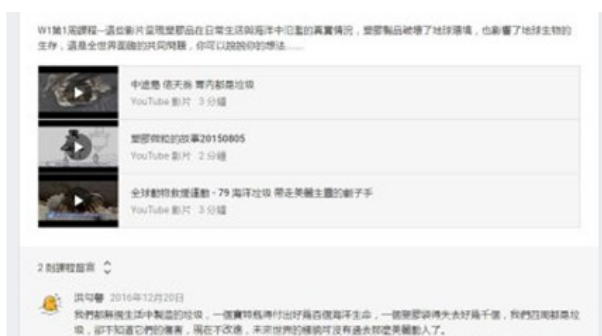 W1第1周課程--這些影片呈現塑膠品在日常生活與海洋中氾濫的真實情況，塑膠製品破壞了地球環境，也影響了地球生物的
生存，這是全世界面臨的共同問題，你可以說說你的想法......
中途島 信天翁 胃內都是垃圾
YouTube 影片 3 分鐘
塑膠微粒的故事20150805
YouTube 影片 2 分鐘
全球動物救援運動 - 79 海洋垃圾 帶走美麗生靈的劊子手
YouTube 影片 3 分鐘
2 則課程留言
洪勻馨 2016年12月20日
我們都無視生活中製造的垃圾，一個寶特瓶得付出好幾百個海洋生命，一個塑膠袋得失去好幾千個，我們四周都是垃
圾，卻不知道它們的傷害，現在不改進，未來世界的樣貌可沒有過去那麼美麗動人了。